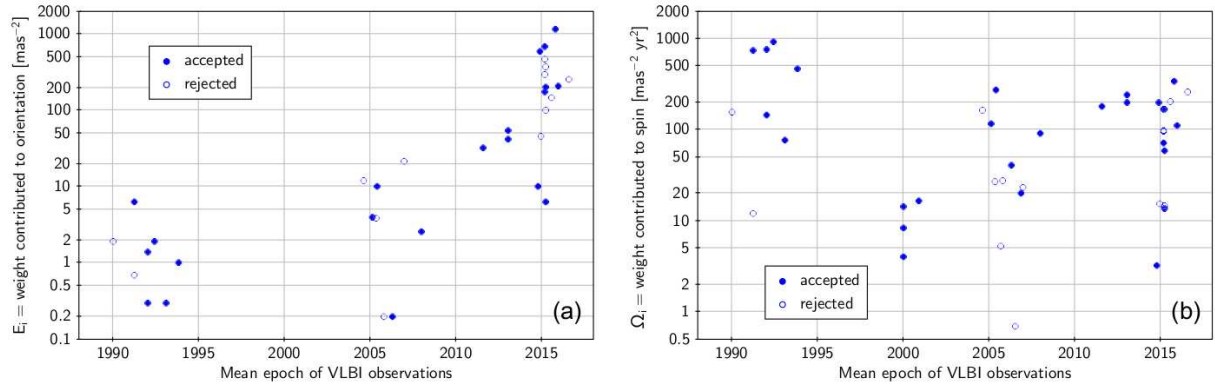 2000
1000
500
200
100
50
20
10
5
2
1
0.5
0.2
0.1
E_i = weight contributed to orientation [mas⁻²]
accepted
rejected
(a)
1990 1995 2000 2005 2010 2015
Mean epoch of VLBI observations
2000
1000
500
200
100
50
20
10
5
2
1
0.5
Ω_i = weight contributed to spin [mas⁻² yr²]
accepted
rejected
(b)
1990 1995 2000 2005 2010 2015
Mean epoch of VLBI observations